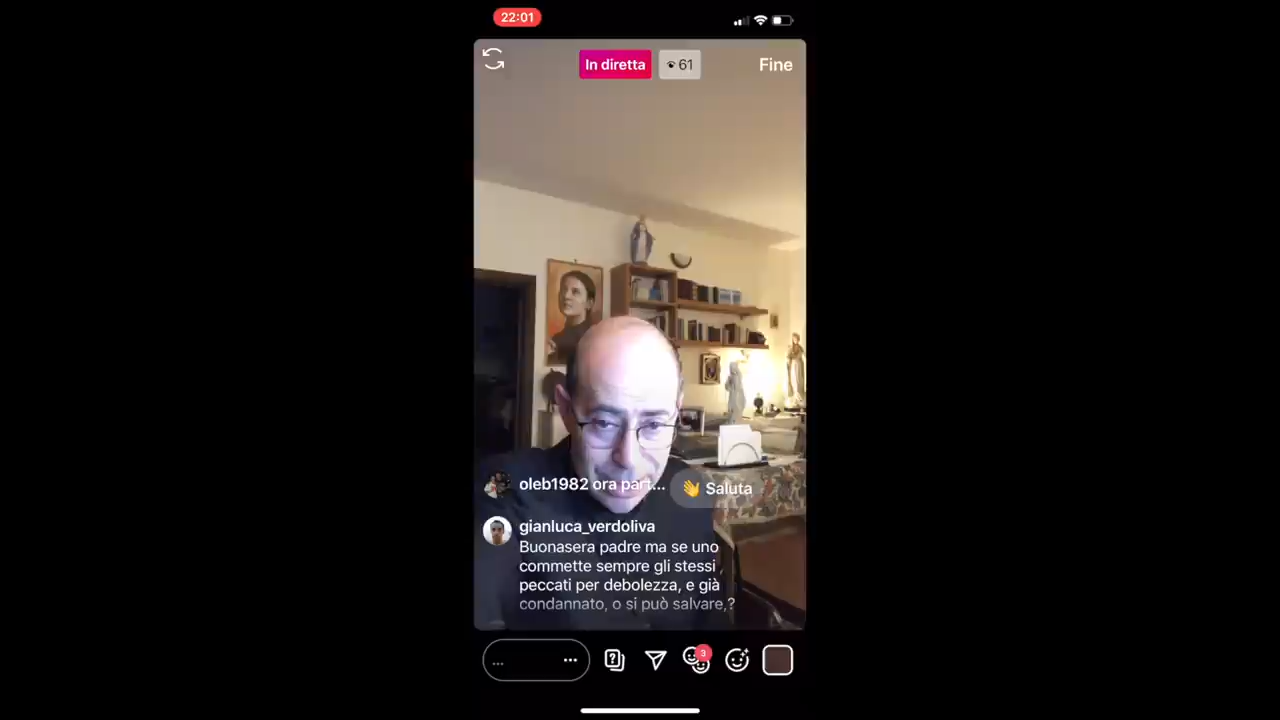 22:01
In diretta
61
Fine
oleb1982 ora part...
👋 Saluta
gianluca_verdoliva
Buonasera padre ma se uno
commette sempre gli stessi ,
peccati per debolezza, e già
condannato, o si può salvare,?
...
3